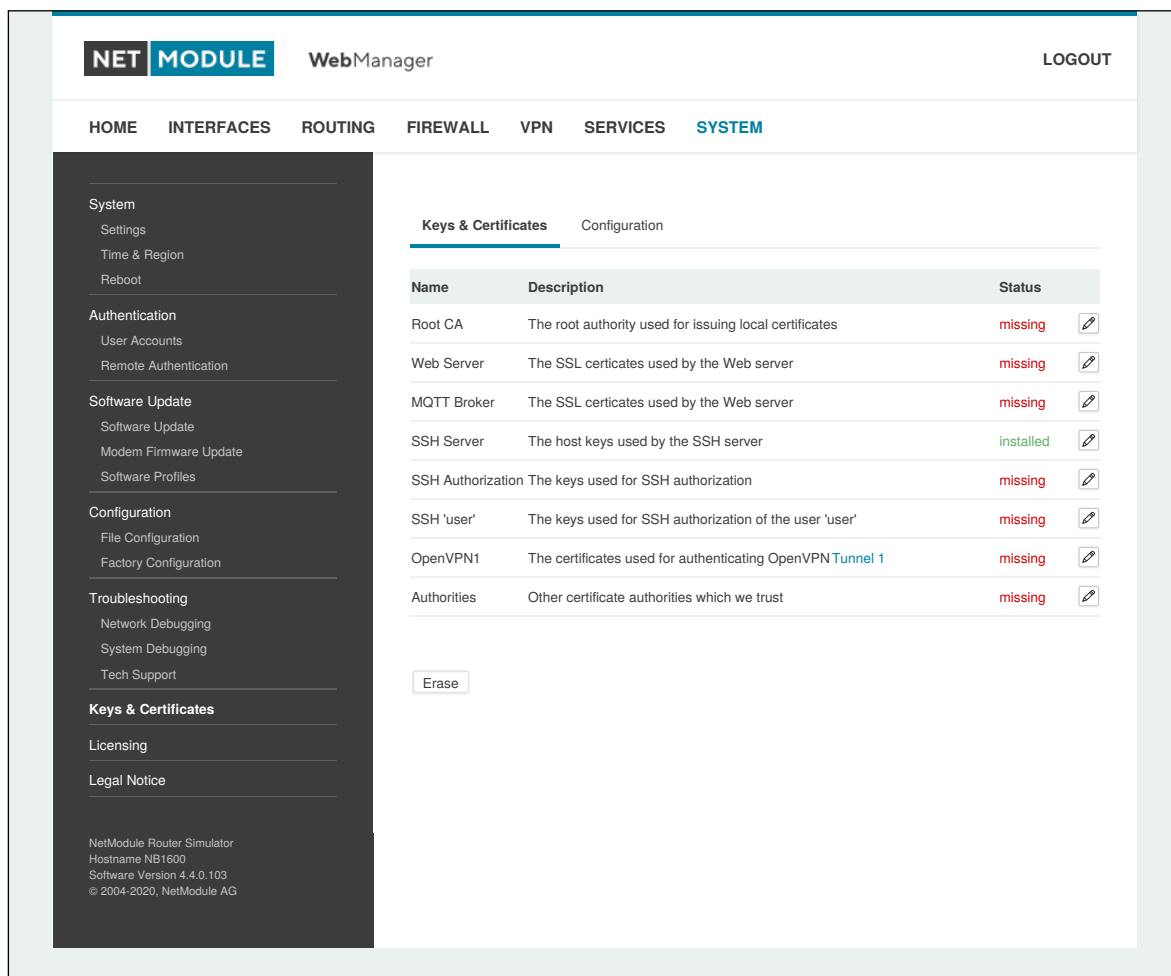 NET MODULE WebManager LOGOUT
HOME INTERFACES ROUTING FIREWALL VPN SERVICES SYSTEM
System
Settings
Time & Region
Reboot
Authentication
User Accounts
Remote Authentication
Software Update
Software Update
Modem Firmware Update
Software Profiles
Configuration
File Configuration
Factory Configuration
Troubleshooting
Network Debugging
System Debugging
Tech Support
Keys & Certificates
Licensing
Legal Notice
NetModule Router Simulator
Hostname NB1600
Software Version 4.4.0.103
© 2004-2020, NetModule AG
Keys & Certificates Configuration
Name Description Status
Root CA The root authority used for issuing local certificates missing
Web Server The SSL certicates used by the Web server missing
MQTT Broker The SSL certicates used by the Web server missing
SSH Server The host keys used by the SSH server installed
SSH Authorization The keys used for SSH authorization missing
SSH 'user' The keys used for SSH authorization of the user 'user' missing
OpenVPN1 The certificates used for authenticating OpenVPN Tunnel 1 missing
Authorities Other certificate authorities which we trust missing
Erase